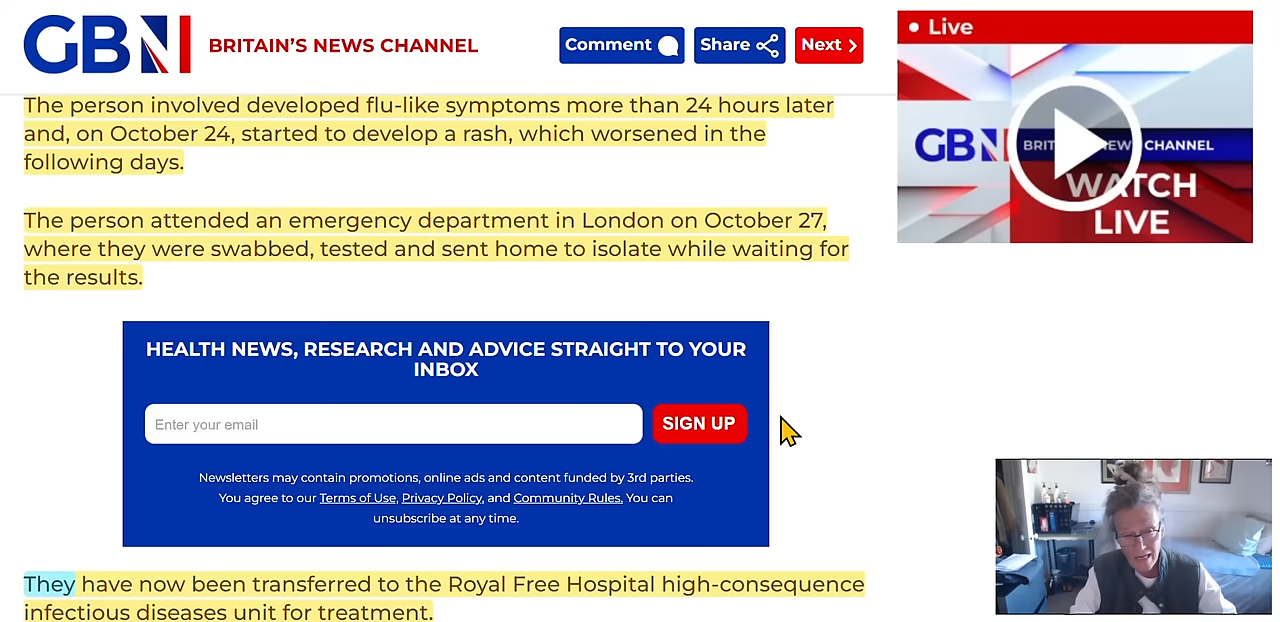 GBN BRITAIN'S NEWS CHANNEL Comment Share Next
Live
The person involved developed flu-like symptoms more than 24 hours later
and, on October 24, started to develop a rash, which worsened in the
following days.
GBN CHANNEL
WATCH
LIVE
The person attended an emergency department in London on October 27,
where they were swabbed, tested and sent home to isolate while waiting for
the results.
HEALTH NEWS, RESEARCH AND ADVICE STRAIGHT TO YOUR
INBOX
Enter your email SIGN UP
Newsletters may contain promotions, online ads and content funded by 3rd parties.
You agree to our Terms of Use, Privacy Policy, and Community Rules. You can
unsubscribe at any time.
They have now been transferred to the Royal Free Hospital high-consequence
infectious diseases unit for treatment.